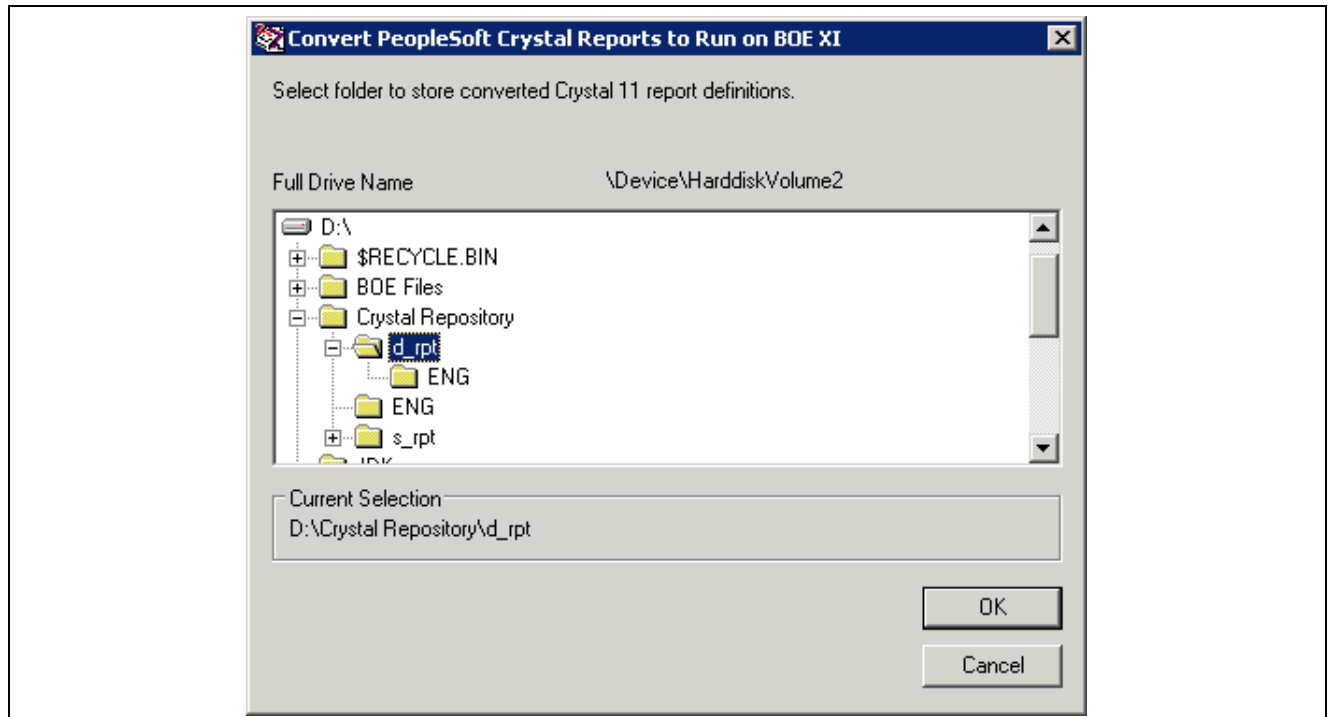 Convert PeopleSoft Crystal Reports to Run on BOE XI
Select folder to store converted Crystal 11 report definitions.
Full Drive Name \Device\HarddiskVolume2
D:\
$RECYCLE.BIN
BOE Files
Crystal Repository
d_rpt
ENG
ENG
s_rpt
Current Selection
D:\Crystal Repository\d_rpt
OK
Cancel